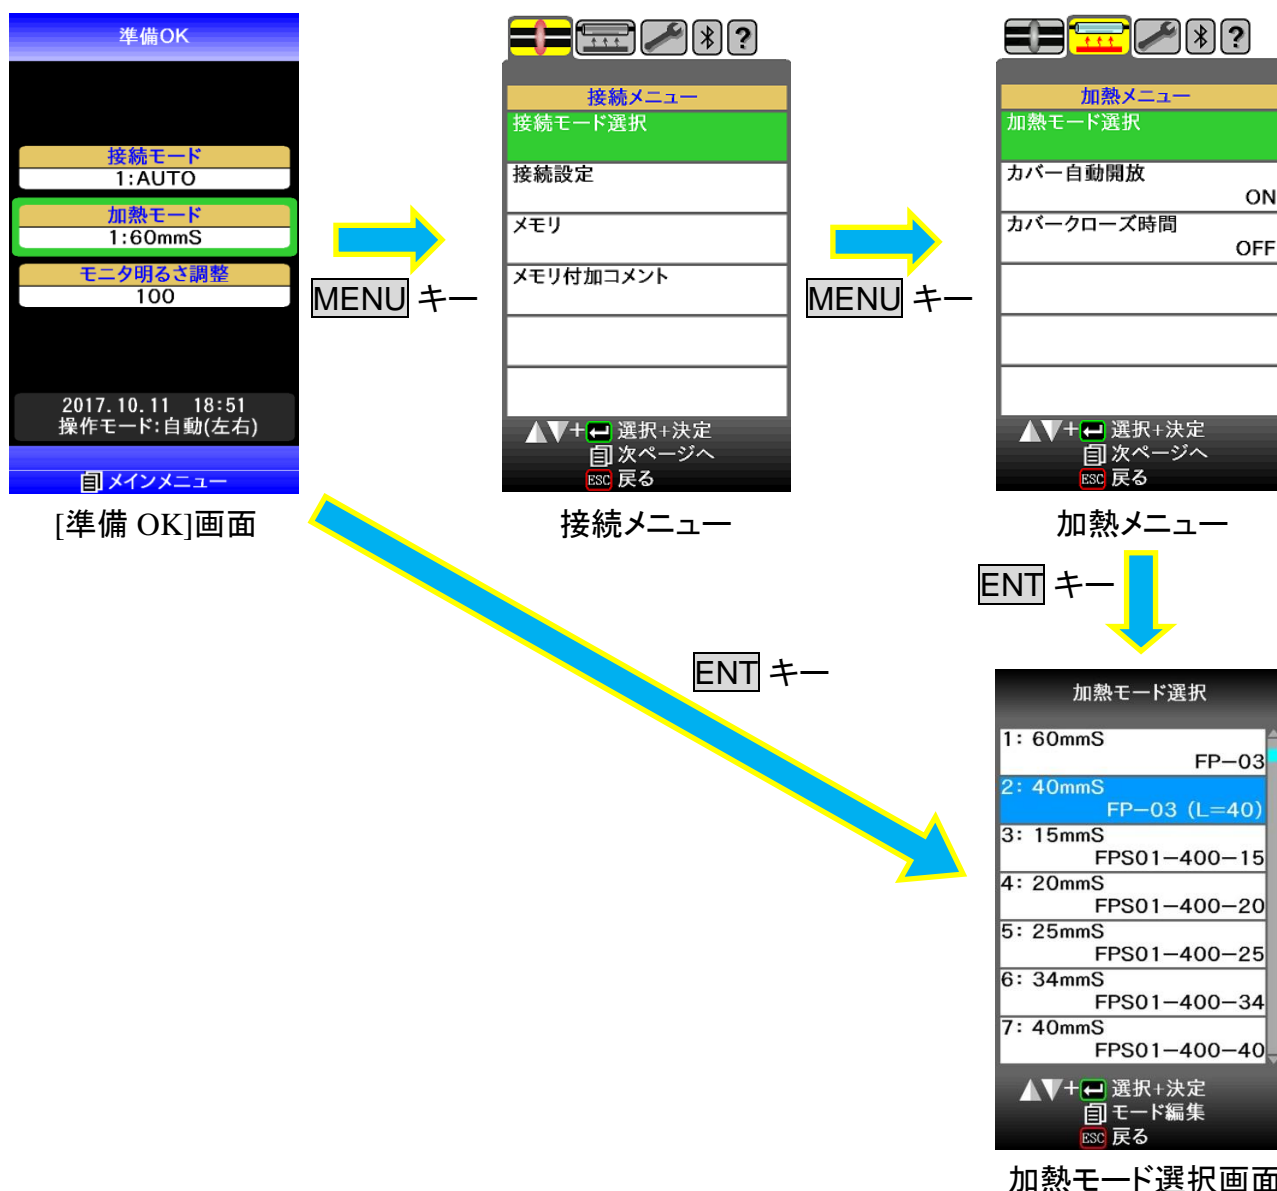 準備OK
接続モード
1:AUTO
加熱モード
1:60mmS
モニタ明るさ調整
100
2017.10.11 18:51
操作モード:自動(左右)
メインメニュー
[準備 OK]画面
MENU キー
?
接続メニュー
接続モード選択
接続設定
メモリ
メモリ付加コメント
+ 選択+決定
次ページへ
ESC 戻る
接続メニュー
MENU キー
?
加熱メニュー
加熱モード選択
カバー自動開放
ON
カバークローズ時間
OFF
+ 選択+決定
次ページへ
ESC 戻る
加熱メニュー
ENT キー
ENT キー
加熱モード選択
1: 60mmS
FP-03
2: 40mmS
FP-03 (L=40)
3: 15mmS
FPS01-400-15
4: 20mmS
FPS01-400-20
5: 25mmS
FPS01-400-25
6: 34mmS
FPS01-400-34
7: 40mmS
FPS01-400-40
+ 選択+決定
モード編集
ESC 戻る
加熱モード選択画面